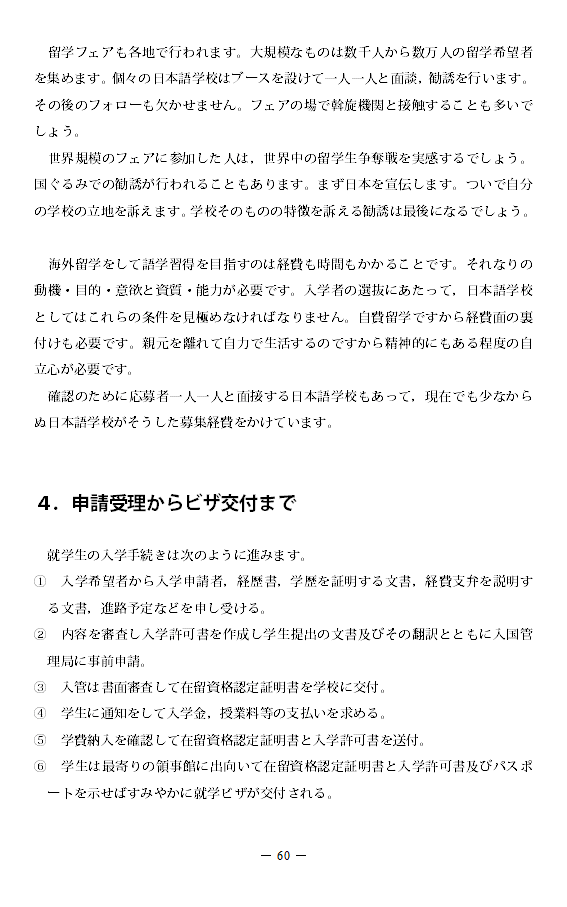 留学フェアも各地で行われます。大規模なものは数千人から数万人の留学希望者
を集めます。個々の日本語学校はブースを設けて一人一人と面談，勧誘を行います。
その後のフォローも欠かせません。フェアの場で斡旋機関と接触することも多いで
しょう。
世界規模のフェアに参加した人は，世界中の留学生争奪戦を実感するでしょう。
国ぐるみでの勧誘が行われることもあります。まず日本を宣伝します。ついで自分
の学校の立地を訴えます。学校そのものの特徴を訴える勧誘は最後になるでしょう。
海外留学をして語学習得を目指すのは経費も時間もかかることです。それなりの
動機・目的・意欲と資質・能力が必要です。入学者の選抜にあたって，日本語学校
としてはこれらの条件を見極めなければなりません。自費留学ですから経費面の裏
付けも必要です。親元を離れて自力で生活するのですから精神的にもある程度の自
立心が必要です。
確認のために応募者一人一人と面接する日本語学校もあって，現在でも少なから
ぬ日本語学校がそうした募集経費をかけています。
４．申請受理からビザ交付まで
就学生の入学手続きは次のように進みます。
① 入学希望者から入学申請者，経歴書，学歴を証明する文書，経費支弁を説明す
る文書，進路予定などを申し受ける。
② 内容を審査し入学許可書を作成し学生提出の文書及びその翻訳とともに入国管
理局に事前申請。
③ 入管は書面審査して在留資格認定証明書を学校に交付。
④ 学生に通知をして入学金，授業料等の支払いを求める。
⑤ 学費納入を確認して在留資格認定証明書と入学許可書を送付。
⑥ 学生は最寄りの領事館に出向いて在留資格認定証明書と入学許可書及びパスポ
ートを示せばすみやかに就学ビザが交付される。
― 60 ―